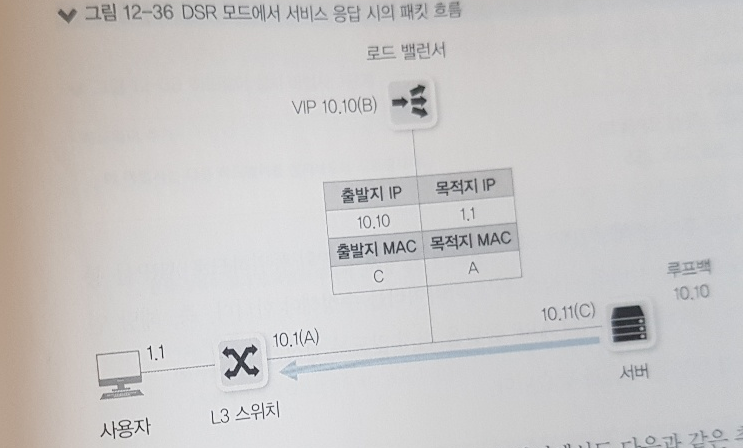 그림 12-36 DSR 모드에서 서비스 응답 시의 패킷 흐름
로드 밸런서
VIP 10.10(B)
출발지 IP 목적지 IP
10.10 1.1
출발지 MAC 목적지 MAC
C A
루프백
10.10
10.11(C)
10.1(A)
1.1
서버
L3 스위치
사용자
다음과 같은